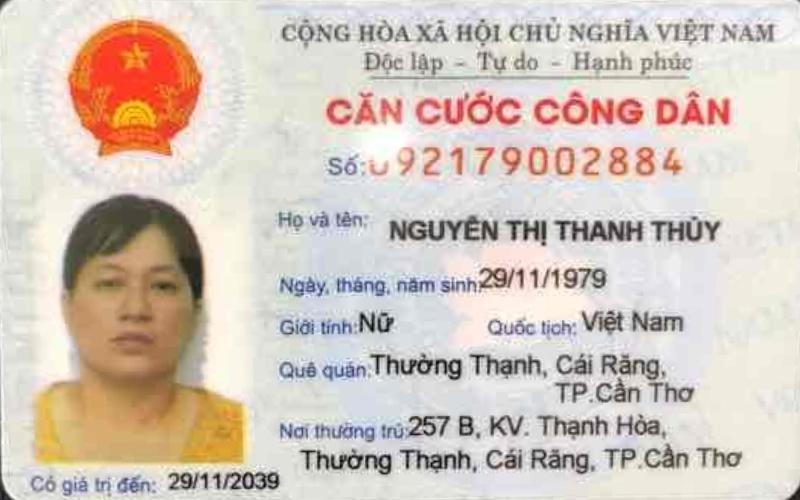 CỘNG HÒA XÃ HỘI CHỦ NGHĨA VIỆT NAM
Độc lập - Tự do - Hạnh phúc
CĂN CƯỚC CÔNG DÂN
Số: 092179002884
Họ và tên: NGUYỄN THỊ THANH THỦY
Ngày, tháng, năm sinh: 29/11/1979
Giới tính: Nữ Quốc tịch: Việt Nam
Quê quán: Thường Thạnh, Cái Răng,
TP.Cần Thơ
Nơi thường trú: 257 B, KV. Thạnh Hòa,
Thường Thạnh, Cái Răng, TP.Cần Thơ
Có giá trị đến: 29/11/2039